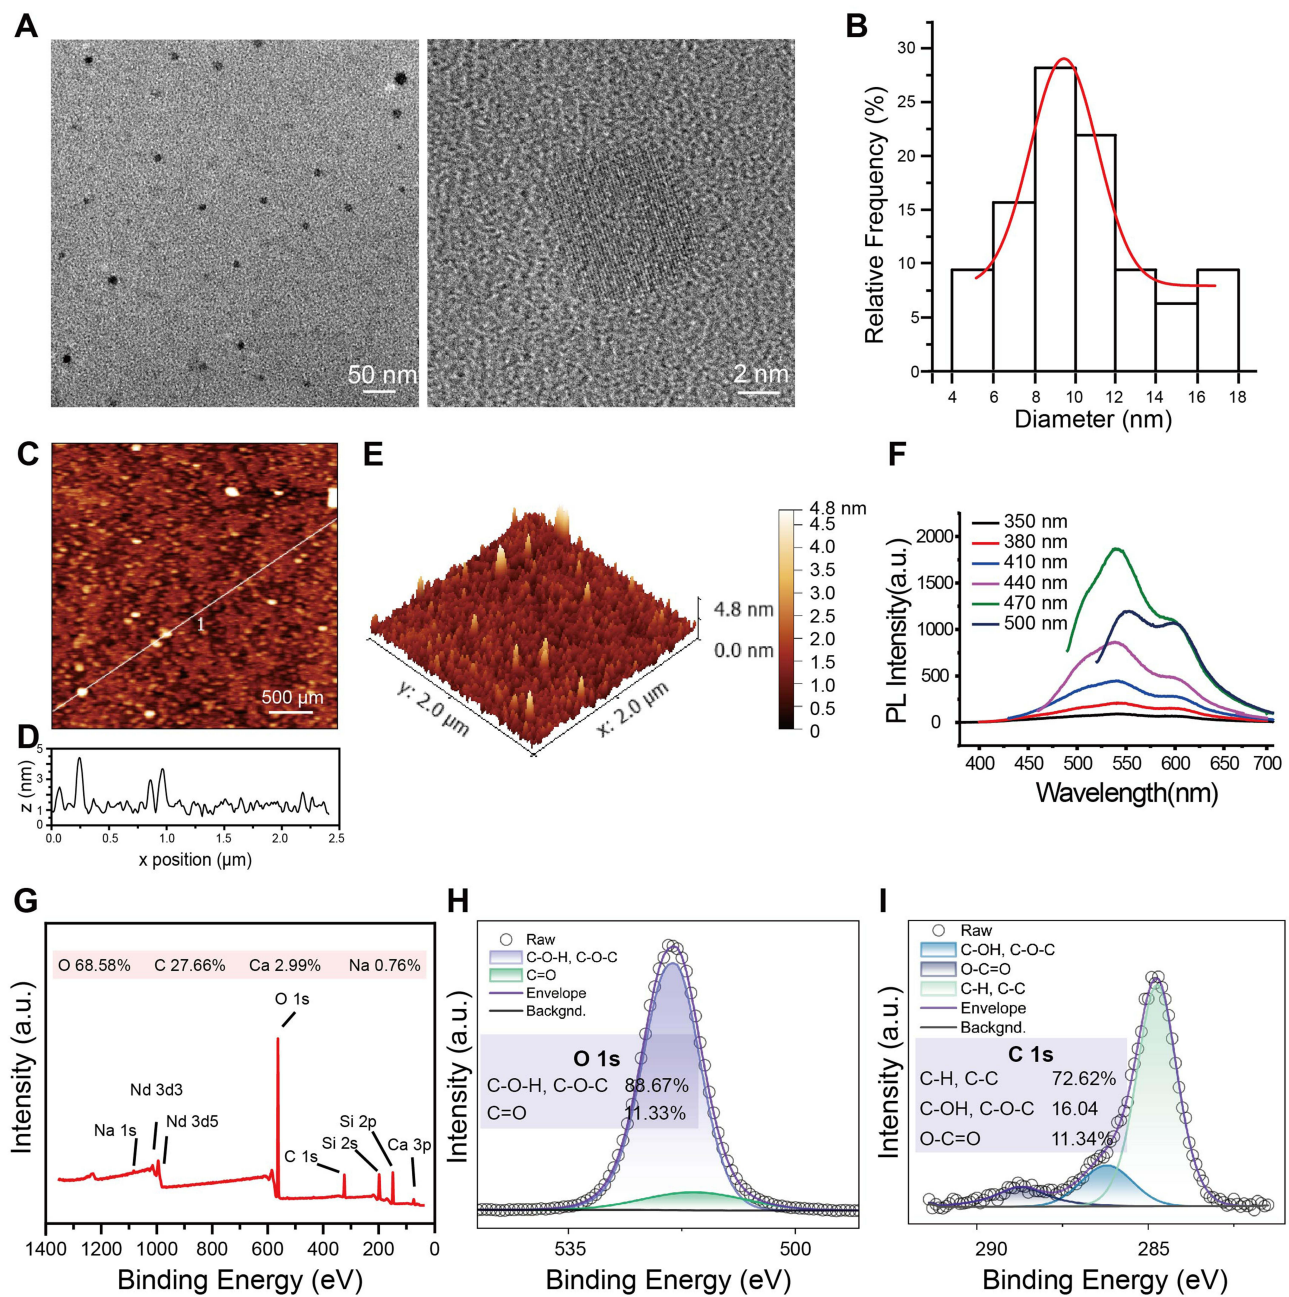 A
50 nm
2 nm
B
Relative Frequency (%)
30
25
20
15
10
5
0
4 6 8 10 12 14 16 18
Diameter (nm)
C
1
500 µm
D
z (nm)
5
3
1
0
0.0 0.5 1.0 1.5 2.0 2.5
x position (µm)
E
4.8 nm
4.5
4.0
3.5
3.0
2.5
2.0
1.5
1.0
0.5
0
4.8 nm
0.0 nm
y: 2.0 µm
x: 2.0 µm
F
PL Intensity(a.u.)
2000
1500
1000
500
0
350 nm
380 nm
410 nm
440 nm
470 nm
500 nm
400 450 500 550 600 650 700
Wavelength(nm)
G
Intensity (a.u.)
O 68.58% C 27.66% Ca 2.99% Na 0.76%
O 1s
Nd 3d3
Na 1s
Nd 3d5
C 1s
Si 2s
Si 2p
Ca 3p
1400 1200 1000 800 600 400 200 0
Binding Energy (eV)
H
Intensity (a.u.)
Raw
C-O-H, C-O-C
C=O
Envelope
Backgnd.
O 1s
C-O-H, C-O-C 88.67%
C=O 11.33%
535 500
Binding Energy (eV)
I
Intensity (a.u.)
Raw
C-OH, C-O-C
O-C=O
C-H, C-C
Envelope
Backgnd.
C 1s
C-H, C-C 72.62%
C-OH, C-O-C 16.04
O-C=O 11.34%
290 285
Binding Energy (eV)